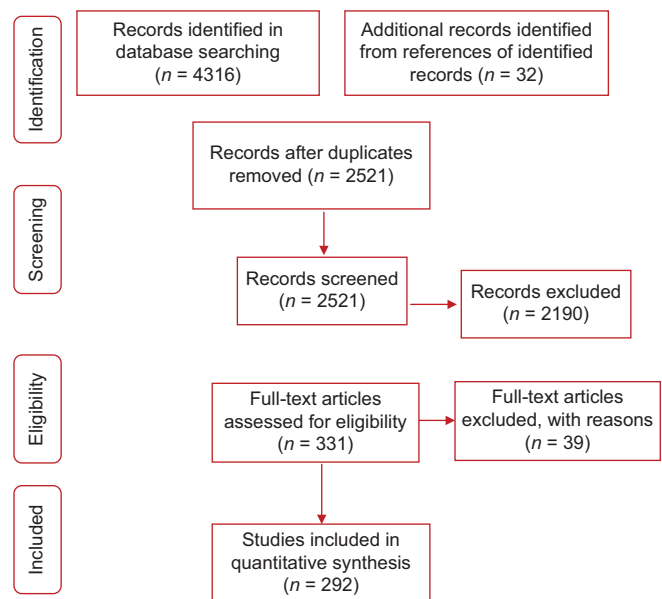 Identification
Records identified in
database searching
(n = 4316)
Additional records identified
from references of identified
records (n = 32)
Records after duplicates
removed (n = 2521)
Screening
Records screened
(n = 2521)
Records excluded
(n = 2190)
Eligibility
Full-text articles
assessed for eligibility
(n = 331)
Full-text articles
excluded, with reasons
(n = 39)
Included
Studies included in
quantitative synthesis
(n = 292)